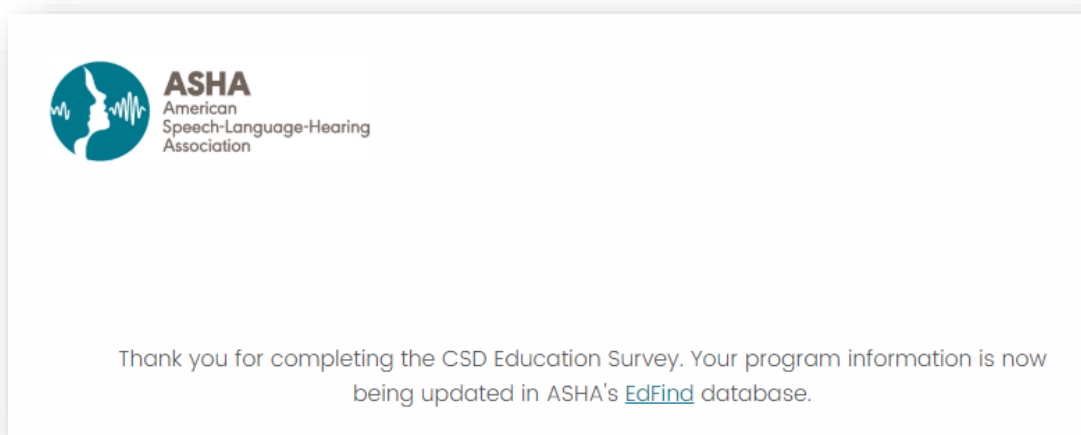 ASHA
American
Speech-Language-Hearing
Association
Thank you for completing the CSD Education Survey. Your program information is now
being updated in ASHA's EdFind database.